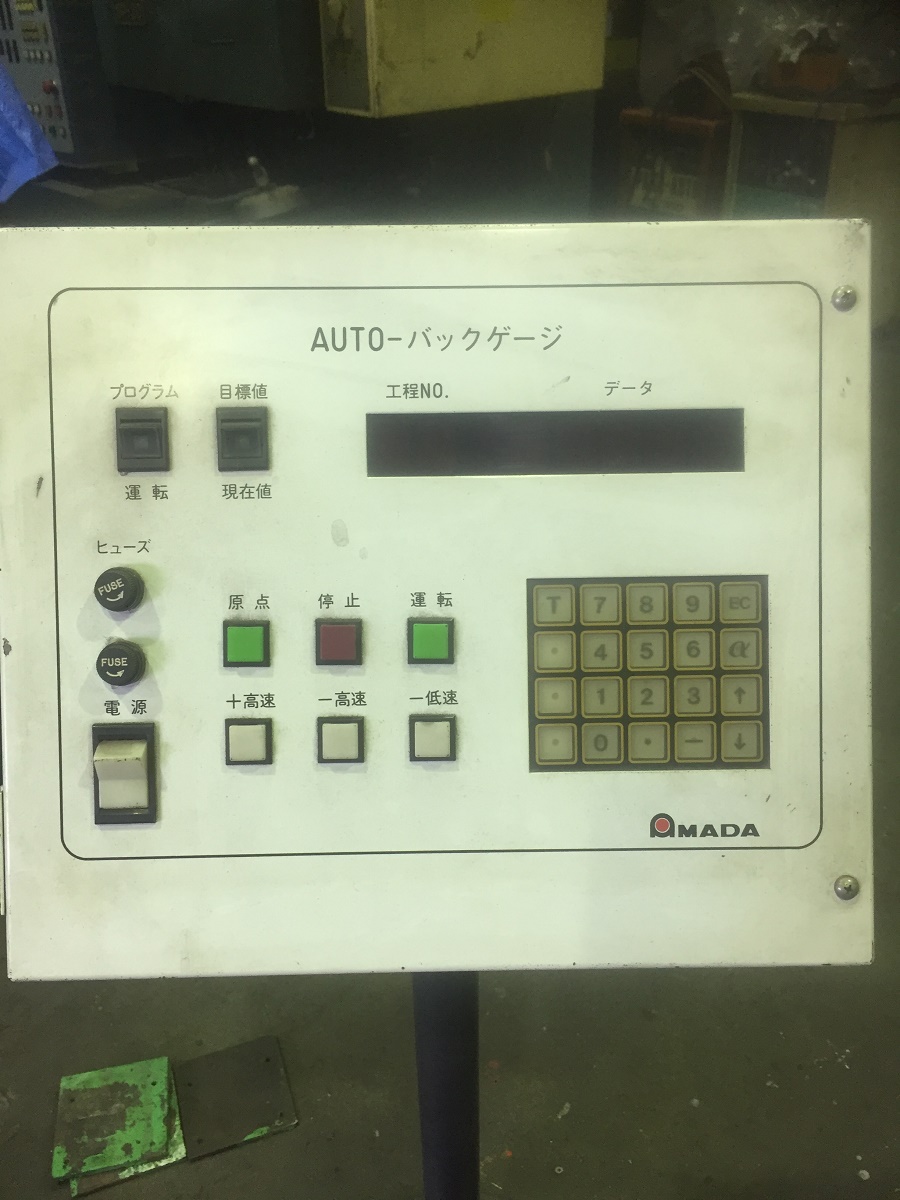 AUTO-バックゲージ
プログラム 目標値 工程NO. データ
運転 現在値
ヒューズ
FUSE
原点 停止 運転
T 7 8 9 EC
· 4 5 6 α
FUSE
電源
+高速 −高速 −低速
· 1 2 3 ↑
· 0 · − ↓
AMADA